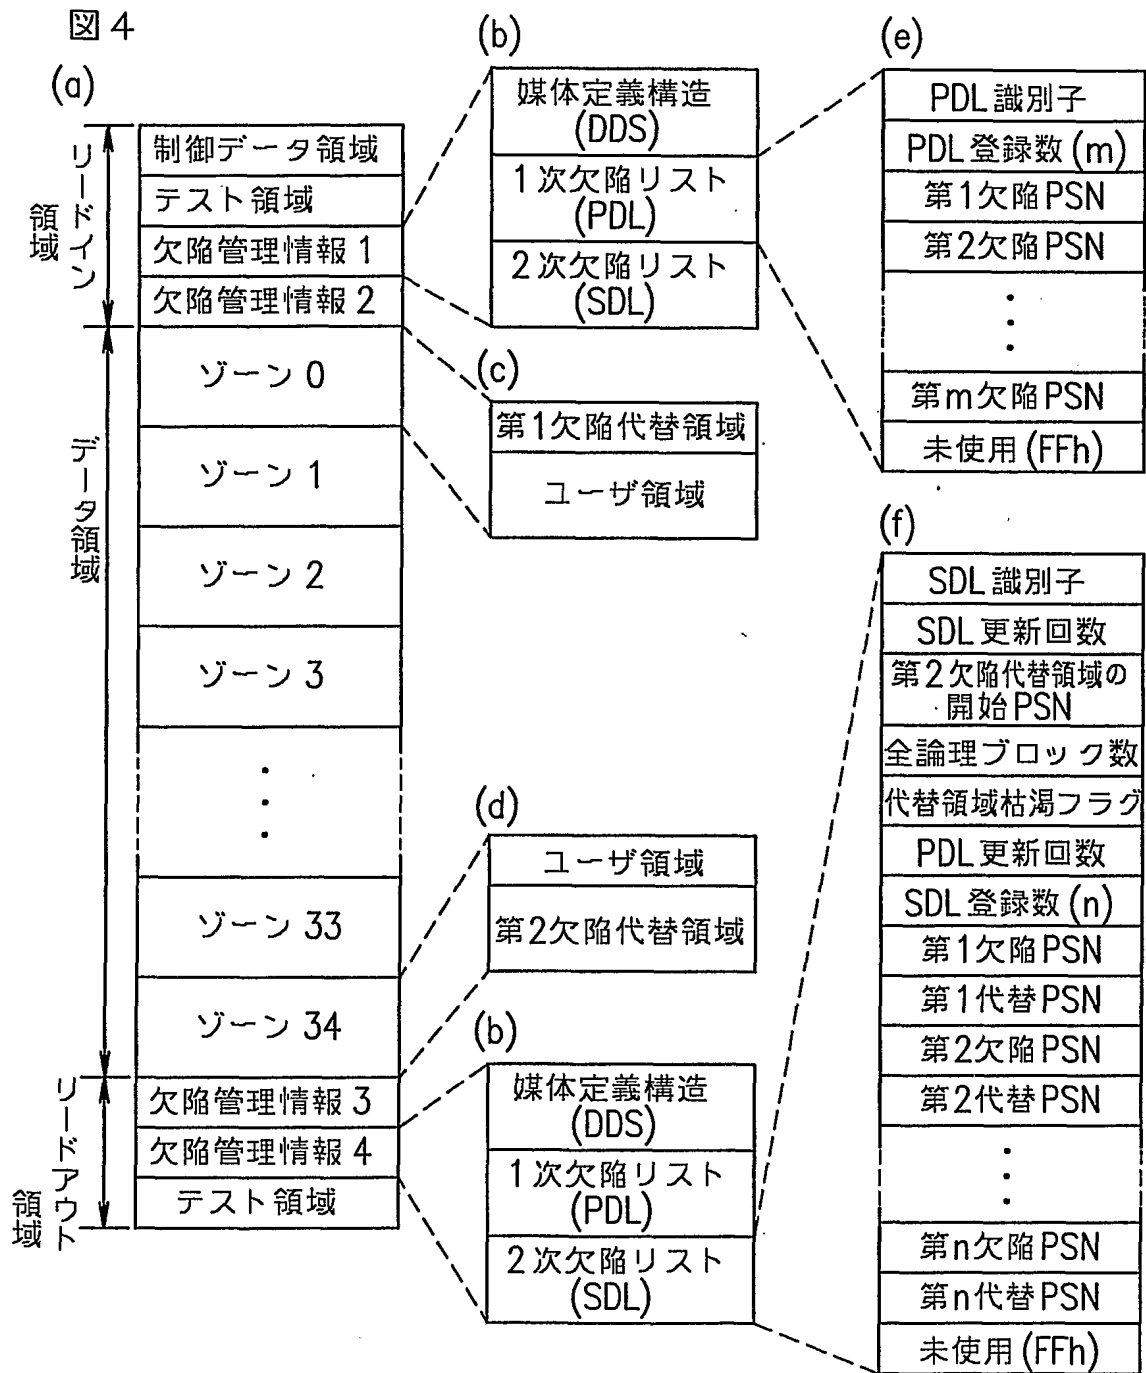 図4
(a)
リードイン
領域
制御データ領域
テスト領域
欠陥管理情報1
欠陥管理情報2
データ領域
ゾーン0
ゾーン1
ゾーン2
ゾーン3
ゾーン33
ゾーン34
リードアウト
領域
欠陥管理情報3
欠陥管理情報4
テスト領域
(b)
媒体定義構造
(DDS)
1次欠陥リスト
(PDL)
2次欠陥リスト
(SDL)
(c)
第1欠陥代替領域
ユーザ領域
(d)
ユーザ領域
第2欠陥代替領域
(b)
媒体定義構造
(DDS)
1次欠陥リスト
(PDL)
2次欠陥リスト
(SDL)
(e)
PDL識別子
PDL登録数(m)
第1欠陥PSN
第2欠陥PSN
第m欠陥PSN
未使用(FFh)
(f)
SDL識別子
SDL更新回数
第2欠陥代替領域の
開始PSN
全論理ブロック数
代替領域枯渇フラグ
PDL更新回数
SDL登録数(n)
第1欠陥PSN
第1代替PSN
第2欠陥PSN
第2代替PSN
第n欠陥PSN
第n代替PSN
未使用(FFh)